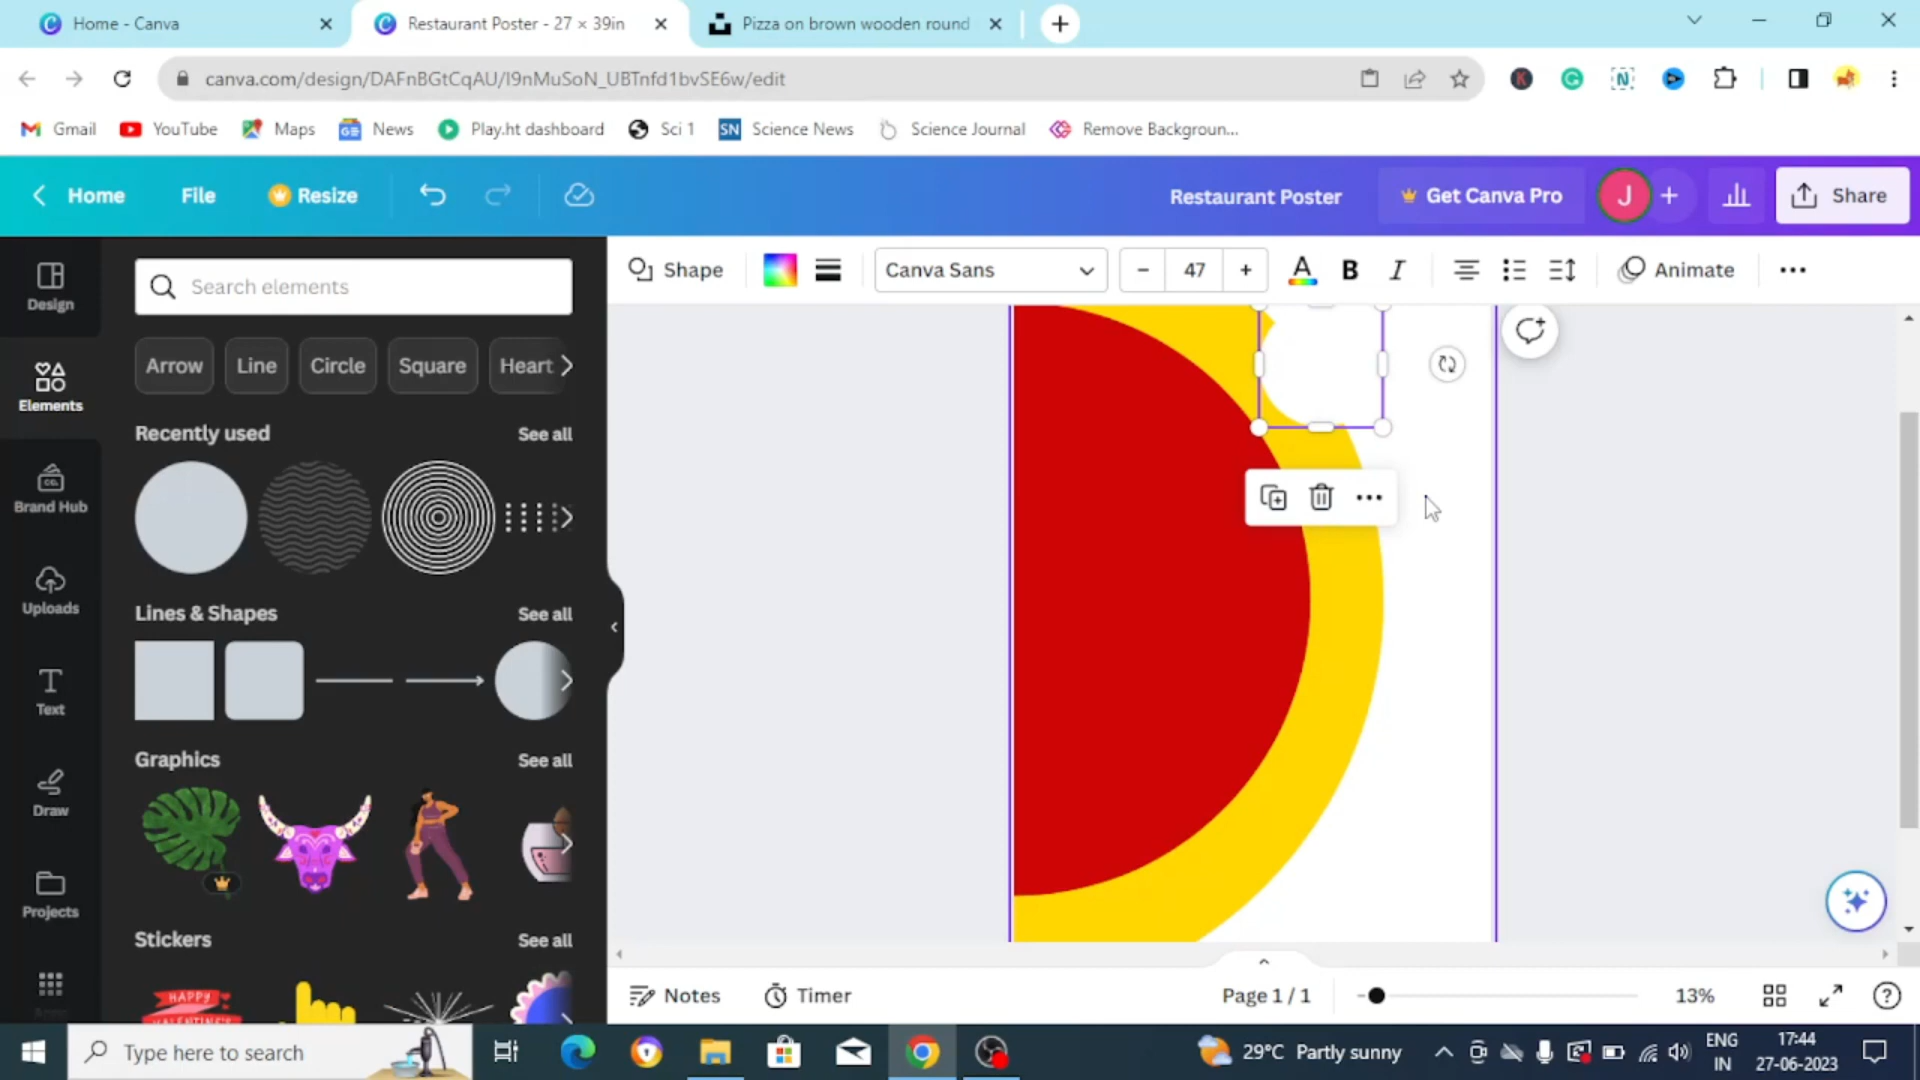 Home - Canva
Restaurant Poster - 27 × 39in
Pizza on brown wooden round
canva.com/design/DAFnBGtCqAU/I9nMuSoN_UBTnfd1bvSE6w/edit
Gmail
YouTube
Maps
News
Play.ht dashboard
Sci 1
SN
Science News
Science Journal
Remove Backgroun...
Home
File
Resize
Restaurant Poster
Get Canva Pro
J
Share
Design
Elements
Brand Hub
Uploads
Text
Draw
Projects
Search elements
Arrow
Line
Circle
Square
Heart
Recently used
See all
Lines & Shapes
See all
Graphics
See all
Stickers
See all
HAPPY
VALENTINE'S
Shape
Canva Sans
47
A
B
I
Animate
Notes
Timer
Page 1 / 1
13%
Type here to search
29°C Partly sunny
ENG
IN
17:44
27-06-2023